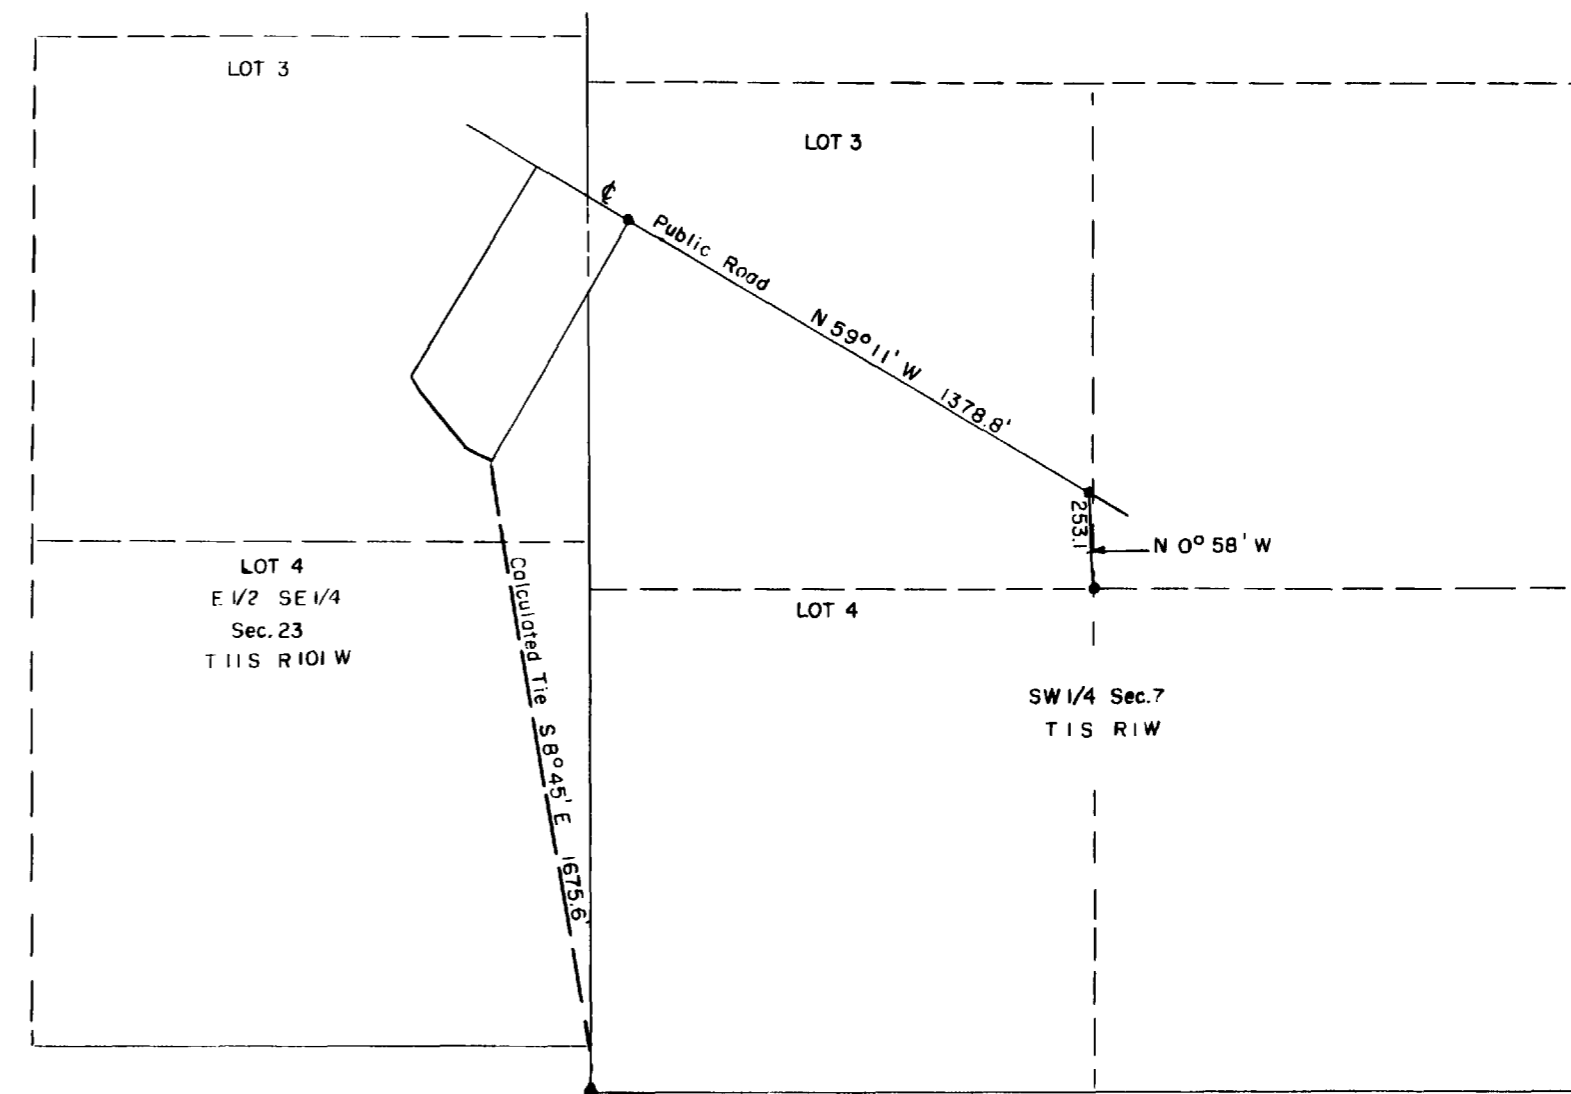 LOT 3
LOT 3
℄
Public Road
N 59° 11' W 1378.8'
253.1
N 0° 58' W
LOT 4
E 1/2 SE 1/4
Sec. 23
T 11 S R 101 W
LOT 4
Calculated Tie S 8° 45' E 1675.6'
SW 1/4 Sec. 7
T 1 S R 1 W